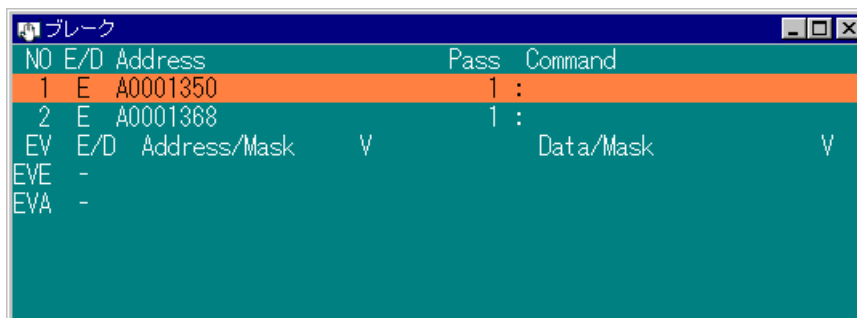 ブレーク
NO E/D Address Pass Command
1 E A0001350 1 :
2 E A0001368 1 :
EV E/D Address/Mask V Data/Mask V
EVE -
EVA -